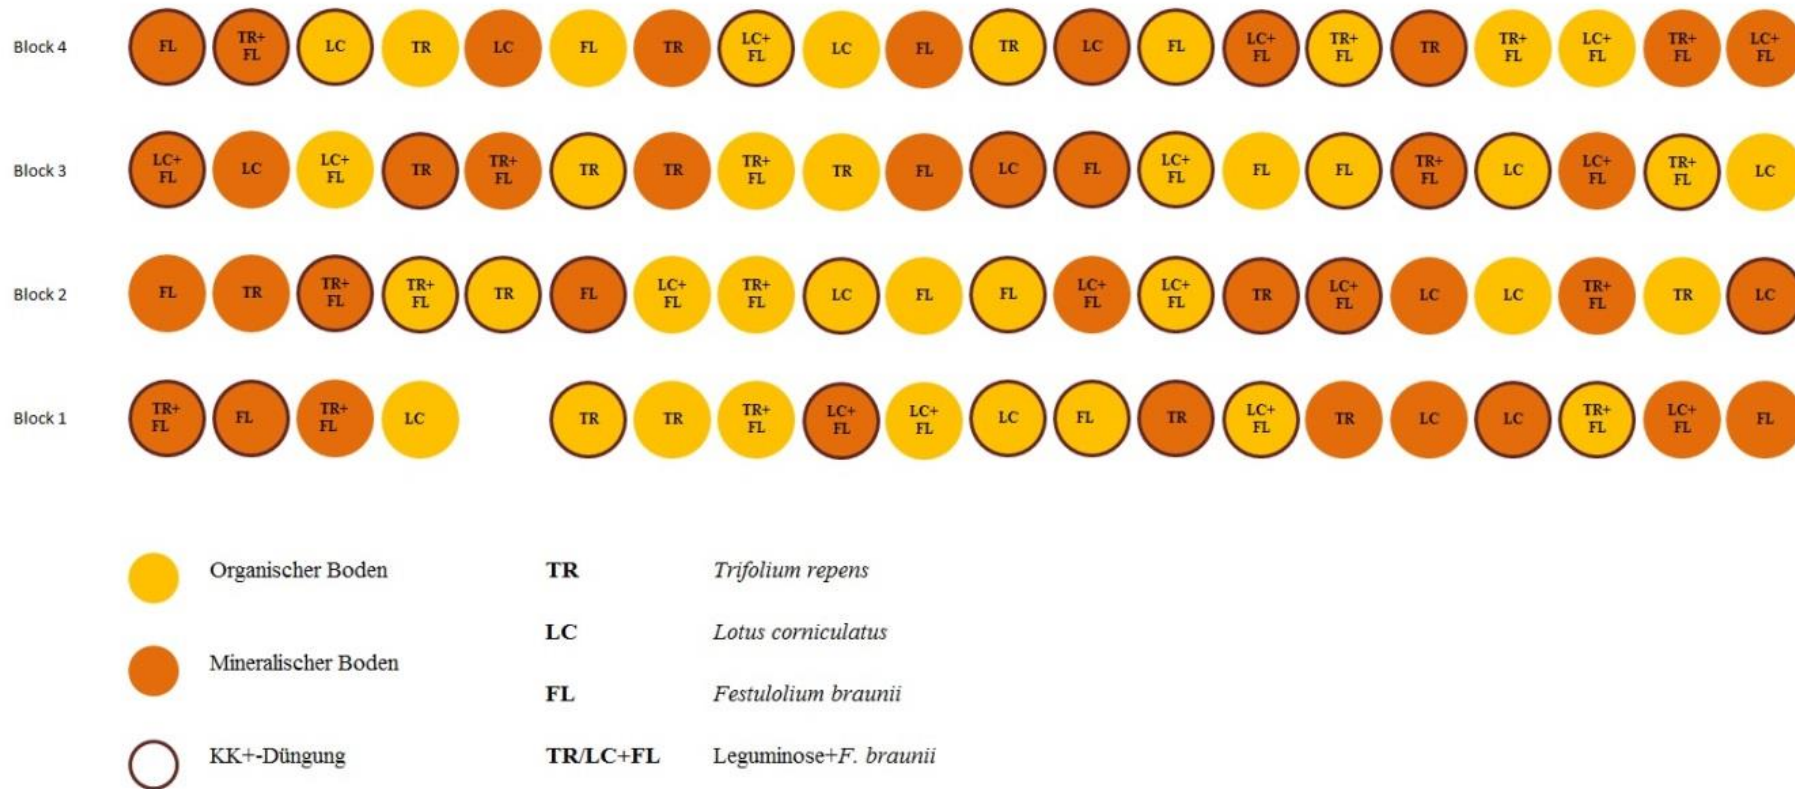 Block 4 FL TR+ FL LC TR LC FL TR LC+ FL LC FL TR LC FL LC+ FL TR+ FL TR TR+ FL LC+ FL TR+ FL LC+ FL
Block 3 LC+ FL LC LC+ FL TR TR+ FL TR TR TR+ FL TR FL LC FL LC+ FL FL FL TR+ FL LC LC+ FL TR+ FL LC
Block 2 FL TR TR+ FL TR+ FL TR FL LC+ FL TR+ FL LC FL FL LC+ FL LC+ FL TR LC+ FL LC LC TR+ FL TR LC
Block 1 TR+ FL FL TR+ FL LC TR TR TR+ FL LC+ FL LC+ FL LC FL TR LC+ FL TR LC LC TR+ FL LC+ FL FL
Organischer Boden TR Trifolium repens
LC Lotus corniculatus
Mineralischer Boden
FL Festulolium braunii
KK+-Düngung TR/LC+FL Leguminose+F. braunii